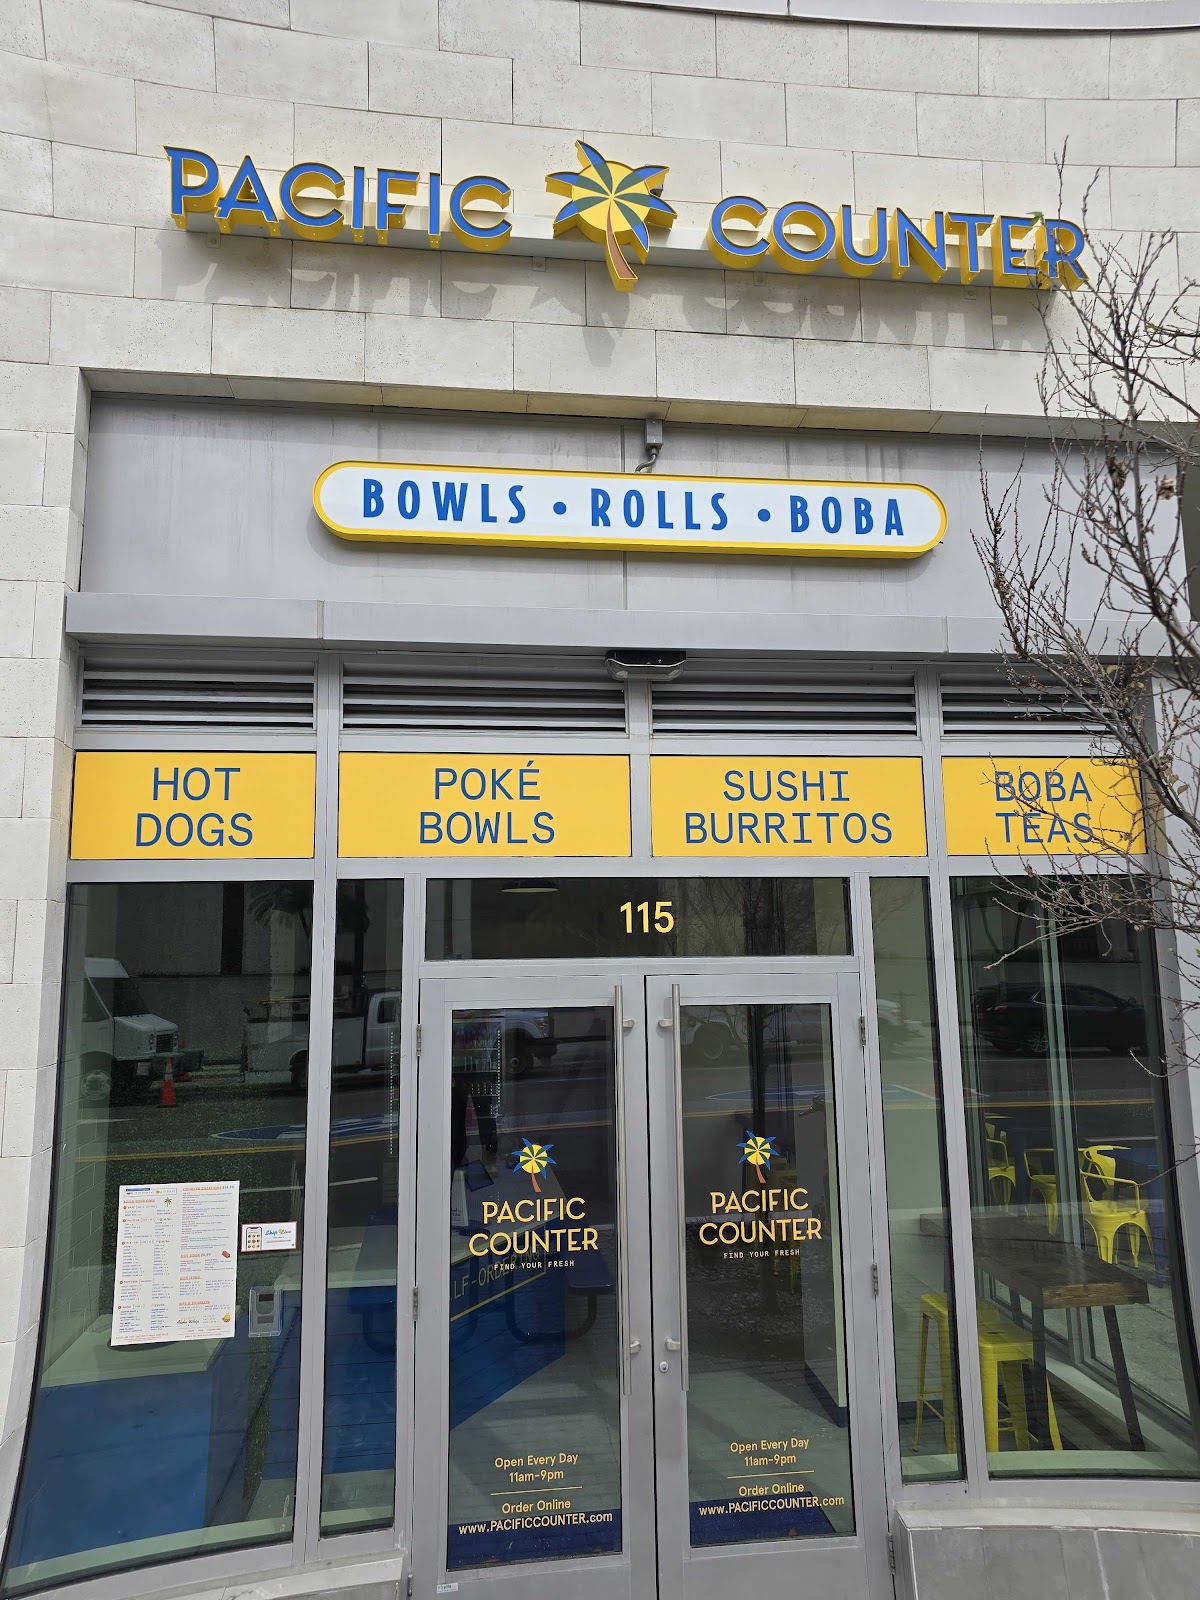 PACIFIC COUNTER
BOWLS • ROLLS • BOBA
HOT
DOGS
POKÉ
BOWLS
SUSHI
BURRITOS
BOBA
TEAS
115
PACIFIC
COUNTER
FIND YOUR FRESH
LF-ORDER
Open Every Day
11am-9pm
Order Online
www.PACIFICCOUNTER.com
PACIFIC
COUNTER
FIND YOUR FRESH
Open Every Day
11am-9pm
Order Online
www.PACIFICCOUNTER.com